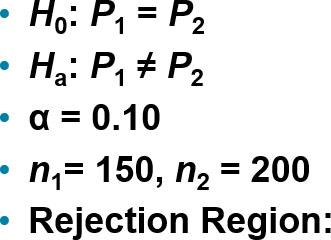 • H₀: P₁ = P₂
• Hₐ: P₁ ≠ P₂
• α = 0.10
• n₁= 150, n₂ = 200
• Rejection Region: